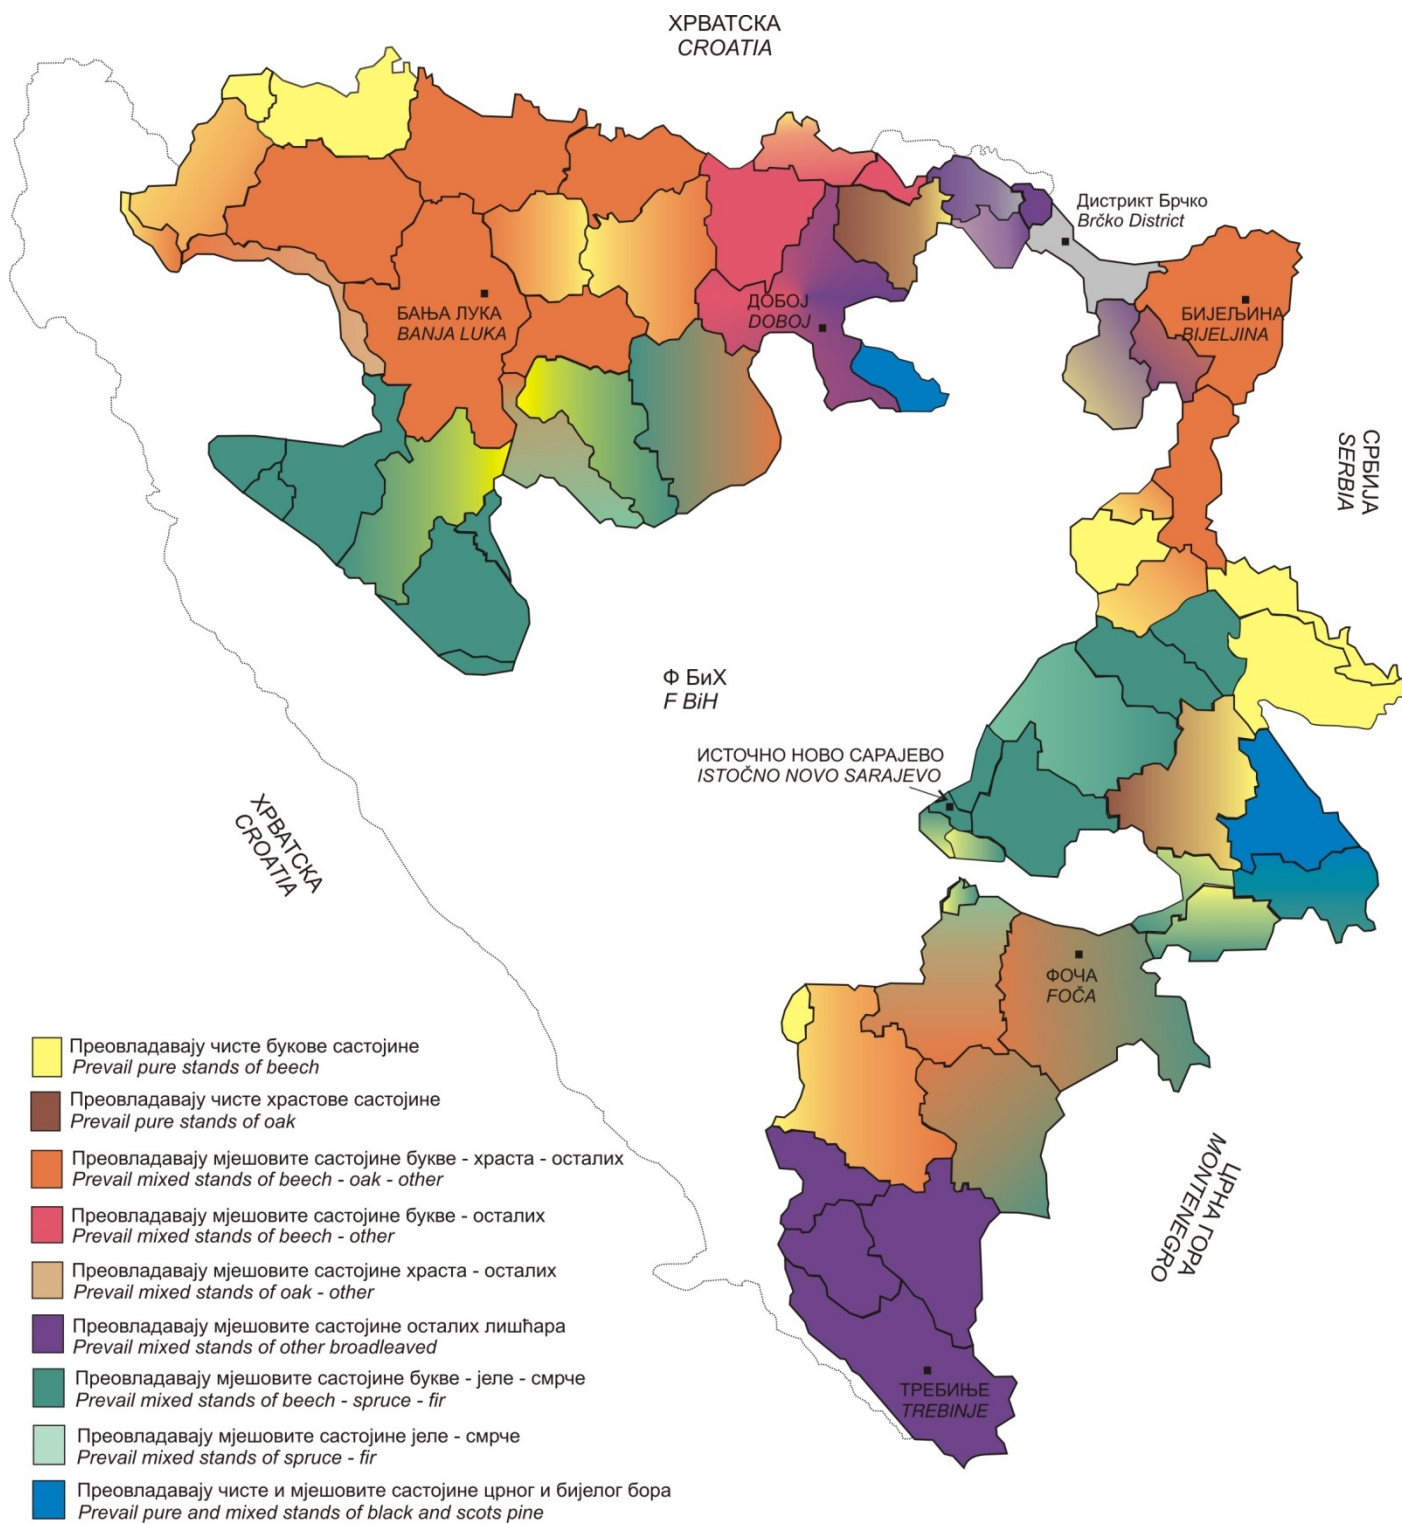 ХРВАТСКА
CROATIA
Дистрикт Брчко
Brčko District
БАЊА ЛУКА
BANJA LUKA
ДОБОЈ
DOBOJ
БИЈЕЉИНА
BIJELJINA
СРБИЈА
SERBIA
Ф БиХ
F BiH
ИСТОЧНО НОВО САРАЈЕВО
ISTOČNO NOVO SARAJEVO
ХРВАТСКА
CROATIA
ФОЧА
FOČA
ЦРНА ГОРА
MONTENEGRO
ТРЕБИЊЕ
TREBINJE
Преовладавају чисте букове састојине
Prevail pure stands of beech
Преовладавају чисте храстове састојине
Prevail pure stands of oak
Преовладавају мјешовите састојине букве - храста - осталих
Prevail mixed stands of beech - oak - other
Преовладавају мјешовите састојине букве - осталих
Prevail mixed stands of beech - other
Преовладавају мјешовите састојине храста - осталих
Prevail mixed stands of oak - other
Преовладавају мјешовите састојине осталих лишћара
Prevail mixed stands of other broadleaved
Преовладавају мјешовите састојине букве - јеле - смрче
Prevail mixed stands of beech - spruce - fir
Преовладавају мјешовите састојине јеле - смрче
Prevail mixed stands of spruce - fir
Преовладавају чисте и мјешовите састојине црног и бијелог бора
Prevail pure and mixed stands of black and scots pine